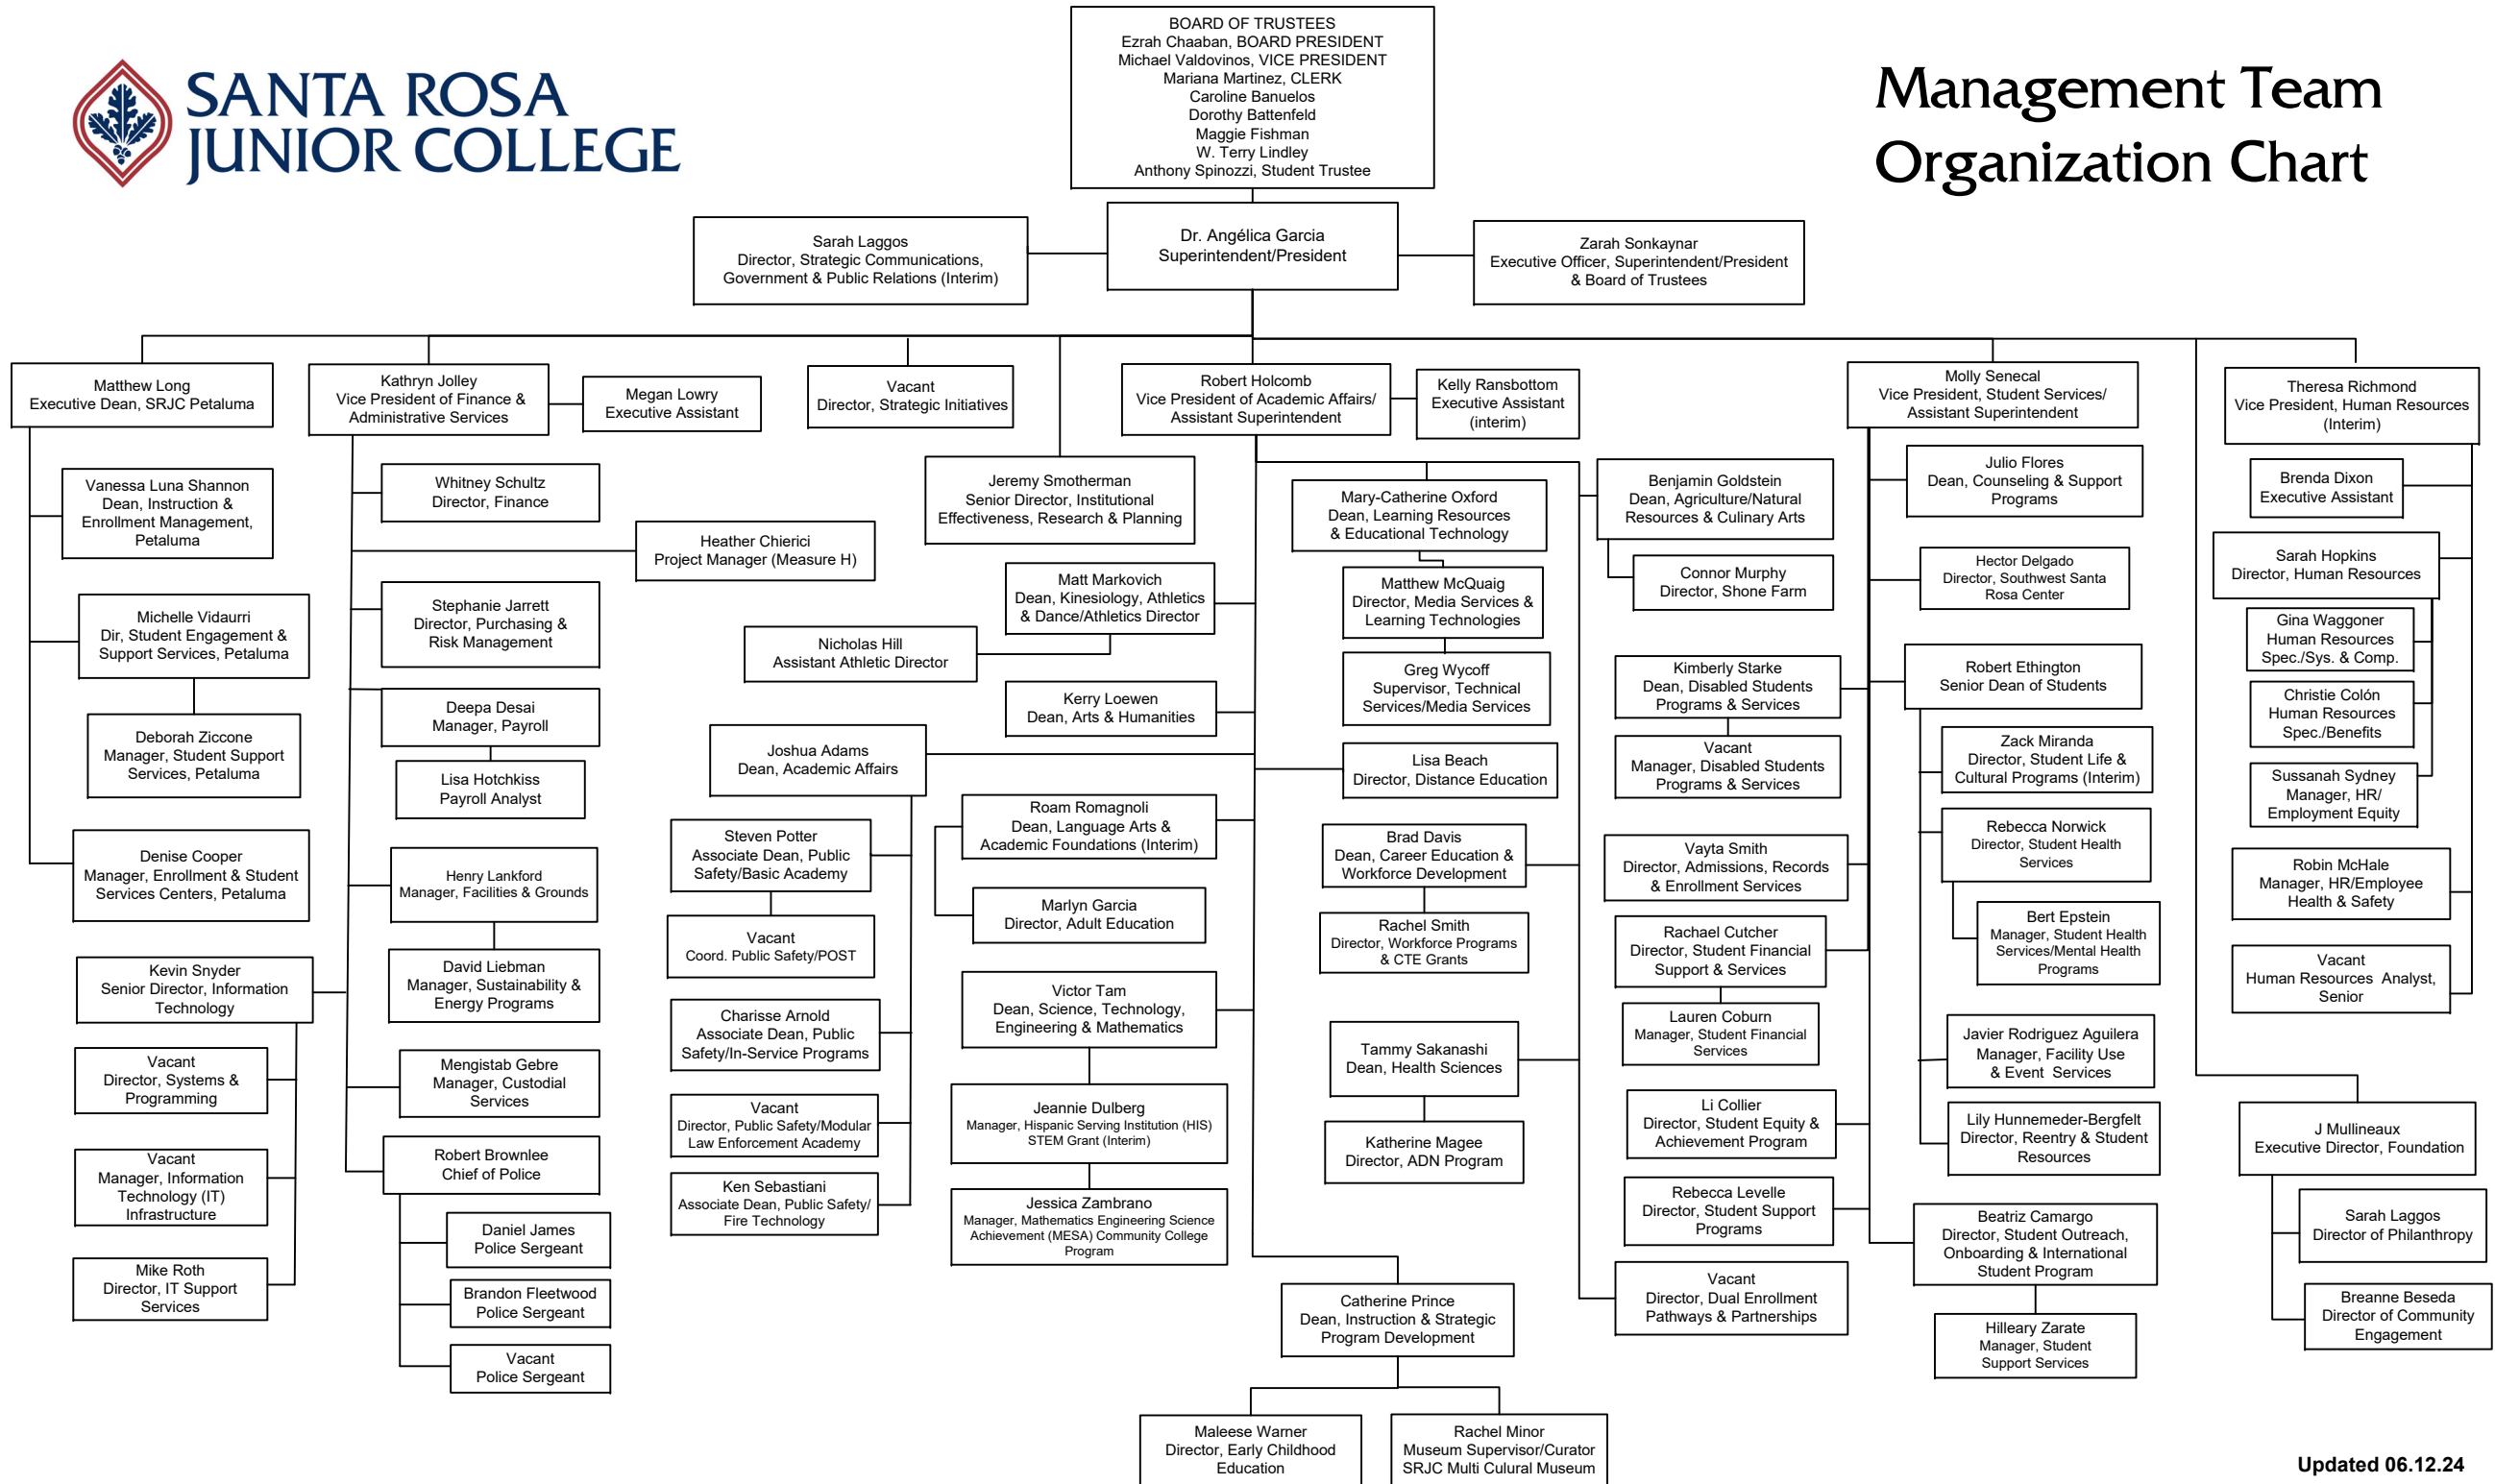 SANTA ROSA
JUNIOR COLLEGE
Management Team
Organization Chart
BOARD OF TRUSTEES
Ezrah Chaaban, BOARD PRESIDENT
Michael Valdovinos, VICE PRESIDENT
Mariana Martinez, CLERK
Caroline Banuelos
Dorothy Battenfeld
Maggie Fishman
W. Terry Lindley
Anthony Spinozzi, Student Trustee
Sarah Laggos
Director, Strategic Communications,
Government & Public Relations (Interim)
Dr. Angélica Garcia
Superintendent/President
Zarah Sonkaynar
Executive Officer, Superintendent/President
& Board of Trustees
Matthew Long
Executive Dean, SRJC Petaluma
Vanessa Luna Shannon
Dean, Instruction &
Enrollment Management,
Petaluma
Michelle Vidaurri
Dir, Student Engagement &
Support Services, Petaluma
Deborah Ziccone
Manager, Student Support
Services, Petaluma
Denise Cooper
Manager, Enrollment & Student
Services Centers, Petaluma
Kathryn Jolley
Vice President of Finance &
Administrative Services
Megan Lowry
Executive Assistant
Whitney Schultz
Director, Finance
Heather Chierici
Project Manager (Measure H)
Stephanie Jarrett
Director, Purchasing &
Risk Management
Deepa Desai
Manager, Payroll
Lisa Hotchkiss
Payroll Analyst
Henry Lankford
Manager, Facilities & Grounds
David Liebman
Manager, Sustainability &
Energy Programs
Kevin Snyder
Senior Director, Information
Technology
Vacant
Director, Systems &
Programming
Vacant
Manager, Information
Technology (IT)
Infrastructure
Mike Roth
Director, IT Support
Services
Mengistab Gebre
Manager, Custodial
Services
Robert Brownlee
Chief of Police
Daniel James
Police Sergeant
Brandon Fleetwood
Police Sergeant
Vacant
Police Sergeant
Vacant
Director, Strategic Initiatives
Jeremy Smotherman
Senior Director, Institutional
Effectiveness, Research & Planning
Robert Holcomb
Vice President of Academic Affairs/
Assistant Superintendent
Kelly Ransbottom
Executive Assistant
(interim)
Matt Markovich
Dean, Kinesiology, Athletics
& Dance/Athletics Director
Nicholas Hill
Assistant Athletic Director
Kerry Loewen
Dean, Arts & Humanities
Joshua Adams
Dean, Academic Affairs
Steven Potter
Associate Dean, Public
Safety/Basic Academy
Vacant
Coord. Public Safety/POST
Charisse Arnold
Associate Dean, Public
Safety/In-Service Programs
Vacant
Director, Public Safety/Modular
Law Enforcement Academy
Ken Sebastiani
Associate Dean, Public Safety/
Fire Technology
Roam Romagnoli
Dean, Language Arts &
Academic Foundations (Interim)
Marlyn Garcia
Director, Adult Education
Victor Tam
Dean, Science, Technology,
Engineering & Mathematics
Jeannie Dulberg
Manager, Hispanic Serving Institution (HIS)
STEM Grant (Interim)
Jessica Zambrano
Manager, Mathematics Engineering Science
Achievement (MESA) Community College
Program
Mary-Catherine Oxford
Dean, Learning Resources
& Educational Technology
Matthew McQuaig
Director, Media Services &
Learning Technologies
Greg Wycoff
Supervisor, Technical
Services/Media Services
Lisa Beach
Director, Distance Education
Brad Davis
Dean, Career Education &
Workforce Development
Rachel Smith
Director, Workforce Programs
& CTE Grants
Tammy Sakanashi
Dean, Health Sciences
Katherine Magee
Director, ADN Program
Catherine Prince
Dean, Instruction & Strategic
Program Development
Maleese Warner
Director, Early Childhood
Education
Rachel Minor
Museum Supervisor/Curator
SRJC Multi Culural Museum
Benjamin Goldstein
Dean, Agriculture/Natural
Resources & Culinary Arts
Connor Murphy
Director, Shone Farm
Vacant
Director, Dual Enrollment
Pathways & Partnerships
Molly Senecal
Vice President, Student Services/
Assistant Superintendent
Julio Flores
Dean, Counseling & Support
Programs
Hector Delgado
Director, Southwest Santa
Rosa Center
Kimberly Starke
Dean, Disabled Students
Programs & Services
Vacant
Manager, Disabled Students
Programs & Services
Vayta Smith
Director, Admissions, Records
& Enrollment Services
Rachael Cutcher
Director, Student Financial
Support & Services
Lauren Coburn
Manager, Student Financial
Services
Li Collier
Director, Student Equity &
Achievement Program
Rebecca Levelle
Director, Student Support
Programs
Robert Ethington
Senior Dean of Students
Zack Miranda
Director, Student Life &
Cultural Programs (Interim)
Rebecca Norwick
Director, Student Health
Services
Bert Epstein
Manager, Student Health
Services/Mental Health
Programs
Javier Rodriguez Aguilera
Manager, Facility Use
& Event Services
Lily Hunnemeder-Bergfelt
Director, Reentry & Student
Resources
Beatriz Camargo
Director, Student Outreach,
Onboarding & International
Student Program
Hilleary Zarate
Manager, Student
Support Services
Theresa Richmond
Vice President, Human Resources
(Interim)
Brenda Dixon
Executive Assistant
Sarah Hopkins
Director, Human Resources
Gina Waggoner
Human Resources
Spec./Sys. & Comp.
Christie Colón
Human Resources
Spec./Benefits
Sussanah Sydney
Manager, HR/
Employment Equity
Robin McHale
Manager, HR/Employee
Health & Safety
Vacant
Human Resources Analyst,
Senior
J Mullineaux
Executive Director, Foundation
Sarah Laggos
Director of Philanthropy
Breanne Beseda
Director of Community
Engagement
Updated 06.12.24